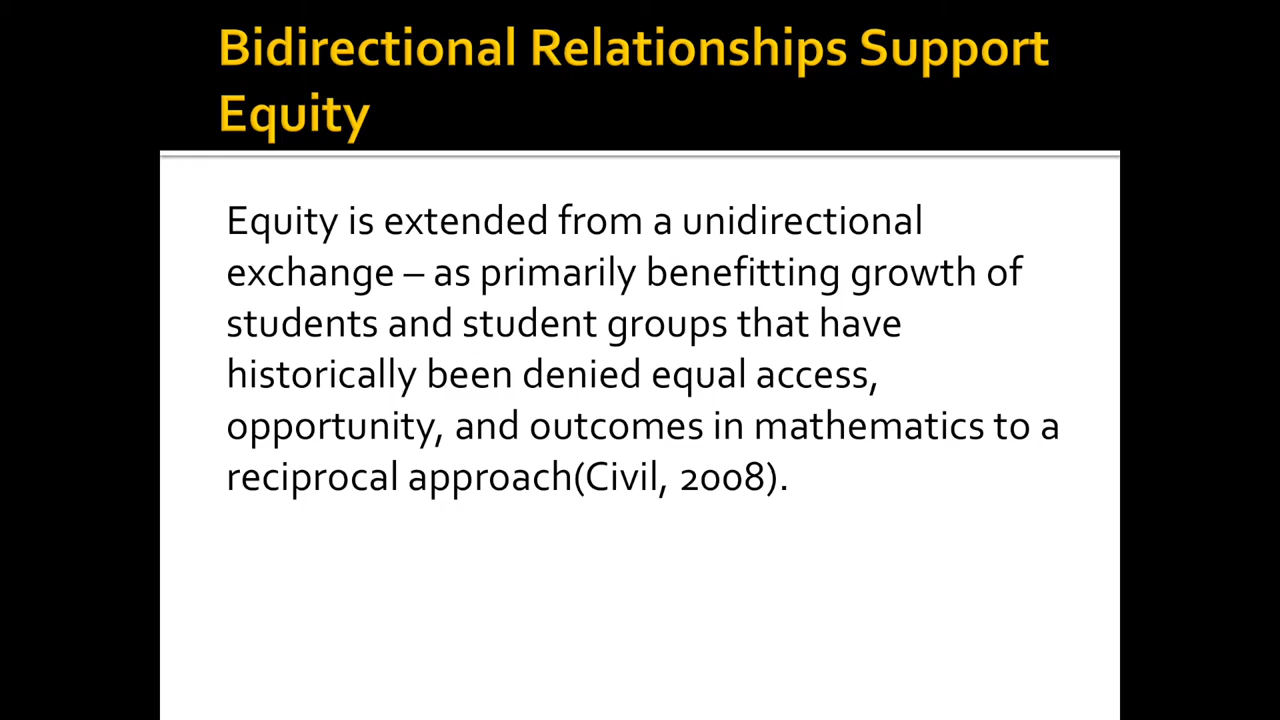 Bidirectional Relationships Support
Equity
Equity is extended from a unidirectional
exchange – as primarily benefitting growth of
students and student groups that have
historically been denied equal access,
opportunity, and outcomes in mathematics to a
reciprocal approach(Civil, 2008).